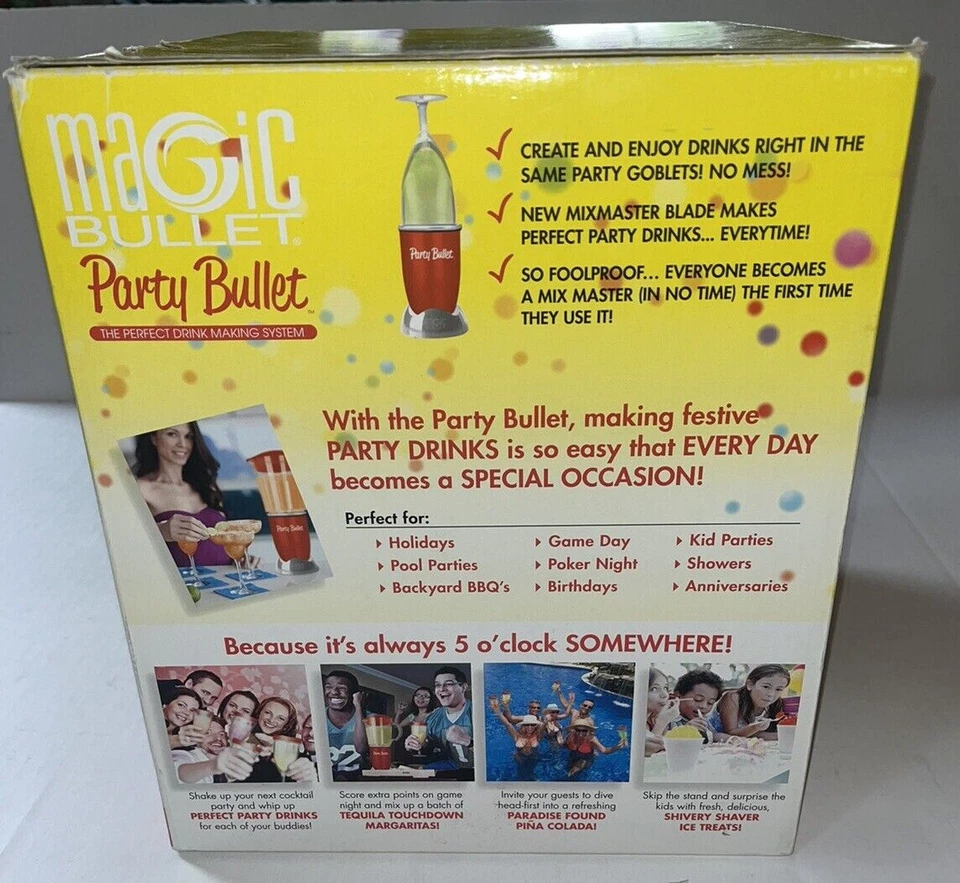 MaGic
BULLET®
Party Bullet™
THE PERFECT DRINK MAKING SYSTEM
Party Bullet
✓ CREATE AND ENJOY DRINKS RIGHT IN THE
SAME PARTY GOBLETS! NO MESS!
✓ NEW MIXMASTER BLADE MAKES
PERFECT PARTY DRINKS... EVERYTIME!
✓ SO FOOLPROOF... EVERYONE BECOMES
A MIX MASTER (IN NO TIME) THE FIRST TIME
THEY USE IT!
With the Party Bullet, making festive
PARTY DRINKS is so easy that EVERY DAY
becomes a SPECIAL OCCASION!
Party Bullet
Perfect for:
Holidays
Pool Parties
Backyard BBQ's
Game Day
Poker Night
Birthdays
Kid Parties
Showers
Anniversaries
Because it's always 5 o'clock SOMEWHERE!
Shake up your next cocktail
party and whip up
PERFECT PARTY DRINKS
for each of your buddies!
Score extra points on game
night and mix up a batch of
TEQUILA TOUCHDOWN
MARGARITAS!
Invite your guests to dive
head-first into a refreshing
PARADISE FOUND
PIÑA COLADA!
Skip the stand and surprise the
kids with fresh, delicious,
SHIVERY SHAVER
ICE TREATS!